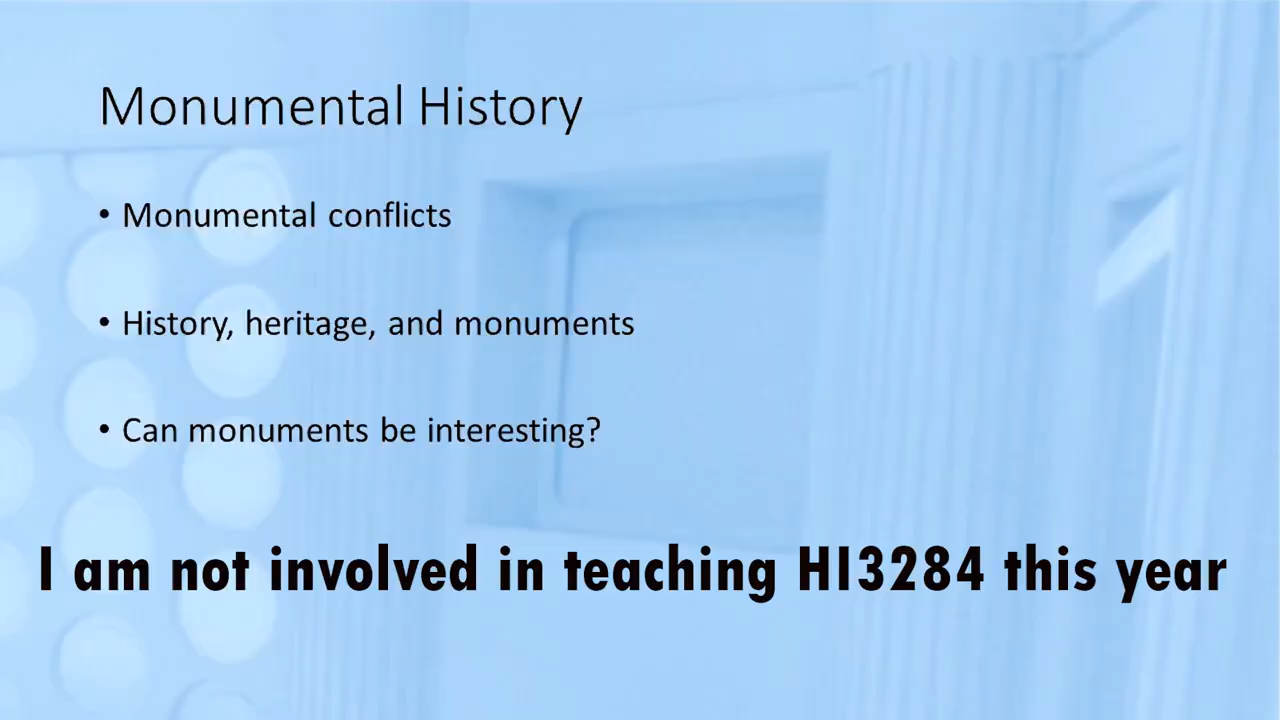 Monumental History
• Monumental conflicts
• History, heritage, and monuments
• Can monuments be interesting?
I am not involved in teaching HI3284 this year